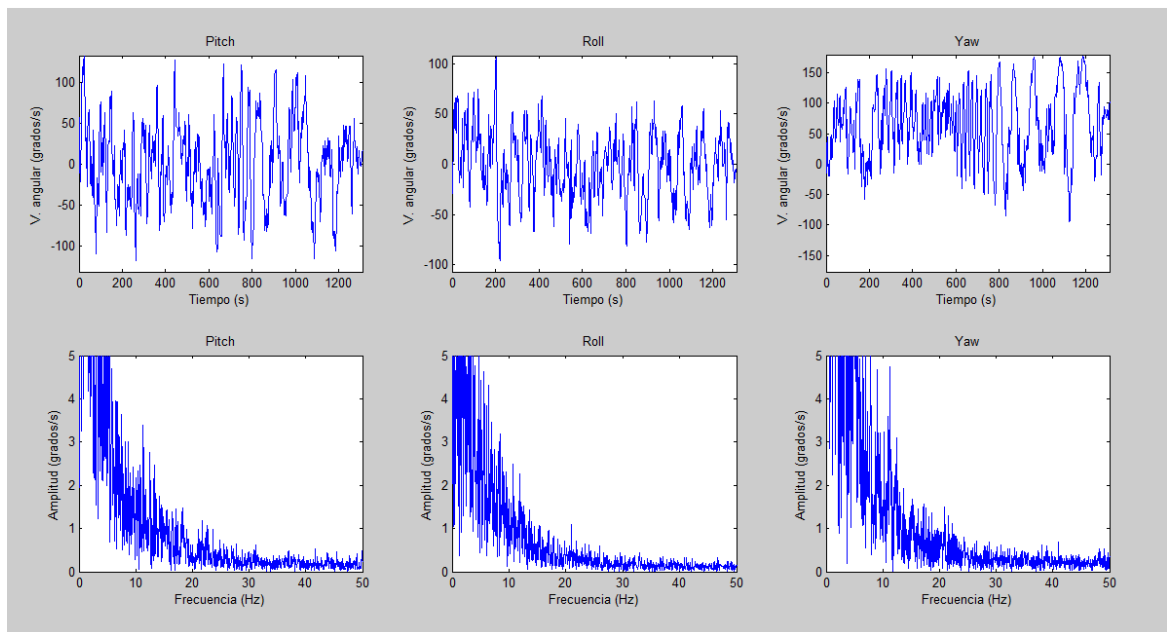 Pitch
V. angular (grados/s)
100
50
0
-50
-100
0 200 400 600 800 1000 1200
Tiempo (s)
Roll
V. angular (grados/s)
100
50
0
-50
-100
0 200 400 600 800 1000 1200
Tiempo (s)
Yaw
V. angular (grados/s)
150
100
50
0
-50
-100
-150
0 200 400 600 800 1000 1200
Tiempo (s)
Pitch
Amplitud (grados/s)
5
4
3
2
1
0
0 10 20 30 40 50
Frecuencia (Hz)
Roll
Amplitud (grados/s)
5
4
3
2
1
0
0 10 20 30 40 50
Frecuencia (Hz)
Yaw
Amplitud (grados/s)
5
4
3
2
1
0
0 10 20 30 40 50
Frecuencia (Hz)